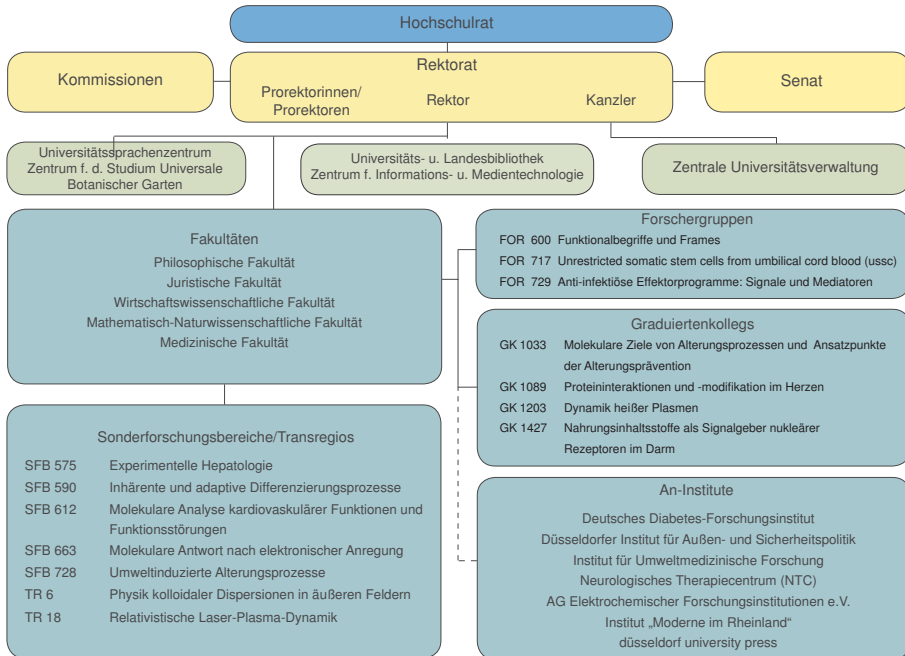 Hochschulrat
Kommissionen
Rektorat
Prorektorinnen/
Prorektoren
Rektor
Kanzler
Senat
Universitätssprachenzentrum
Zentrum f. d. Studium Universale
Botanischer Garten
Universitäts- u. Landesbibliothek
Zentrum f. Informations- u. Medientechnologie
Zentrale Universitätsverwaltung
Fakultäten
Philosophische Fakultät
Juristische Fakultät
Wirtschaftswissenschaftliche Fakultät
Mathematisch-Naturwissenschaftliche Fakultät
Medizinische Fakultät
Forschergruppen
FOR 600 Funktionalbegriffe und Frames
FOR 717 Unrestricted somatic stem cells from umbilical cord blood (ussc)
FOR 729 Anti-infektiöse Effektorprogramme: Signale und Mediatoren
Graduiertenkollegs
GK 1033 Molekulare Ziele von Alterungsprozessen und Ansatzpunkte
der Alterungsprävention
GK 1089 Proteininteraktionen und -modifikation im Herzen
GK 1203 Dynamik heißer Plasmen
GK 1427 Nahrungsinhaltsstoffe als Signalgeber nukleärer
Rezeptoren im Darm
Sonderforschungsbereiche/Transregios
SFB 575 Experimentelle Hepatologie
SFB 590 Inhärente und adaptive Differenzierungsprozesse
SFB 612 Molekulare Analyse kardiovaskulärer Funktionen und
Funktionsstörungen
SFB 663 Molekulare Antwort nach elektronischer Anregung
SFB 728 Umweltinduzierte Alterungsprozesse
TR 6 Physik kolloidaler Dispersionen in äußeren Feldern
TR 18 Relativistische Laser-Plasma-Dynamik
An-Institute
Deutsches Diabetes-Forschungsinstitut
Düsseldorfer Institut für Außen- und Sicherheitspolitik
Institut für Umweltmedizinische Forschung
Neurologisches Therapiecentrum (NTC)
AG Elektrochemischer Forschungsinstitutionen e.V.
Institut „Moderne im Rheinland“
düsseldorf university press